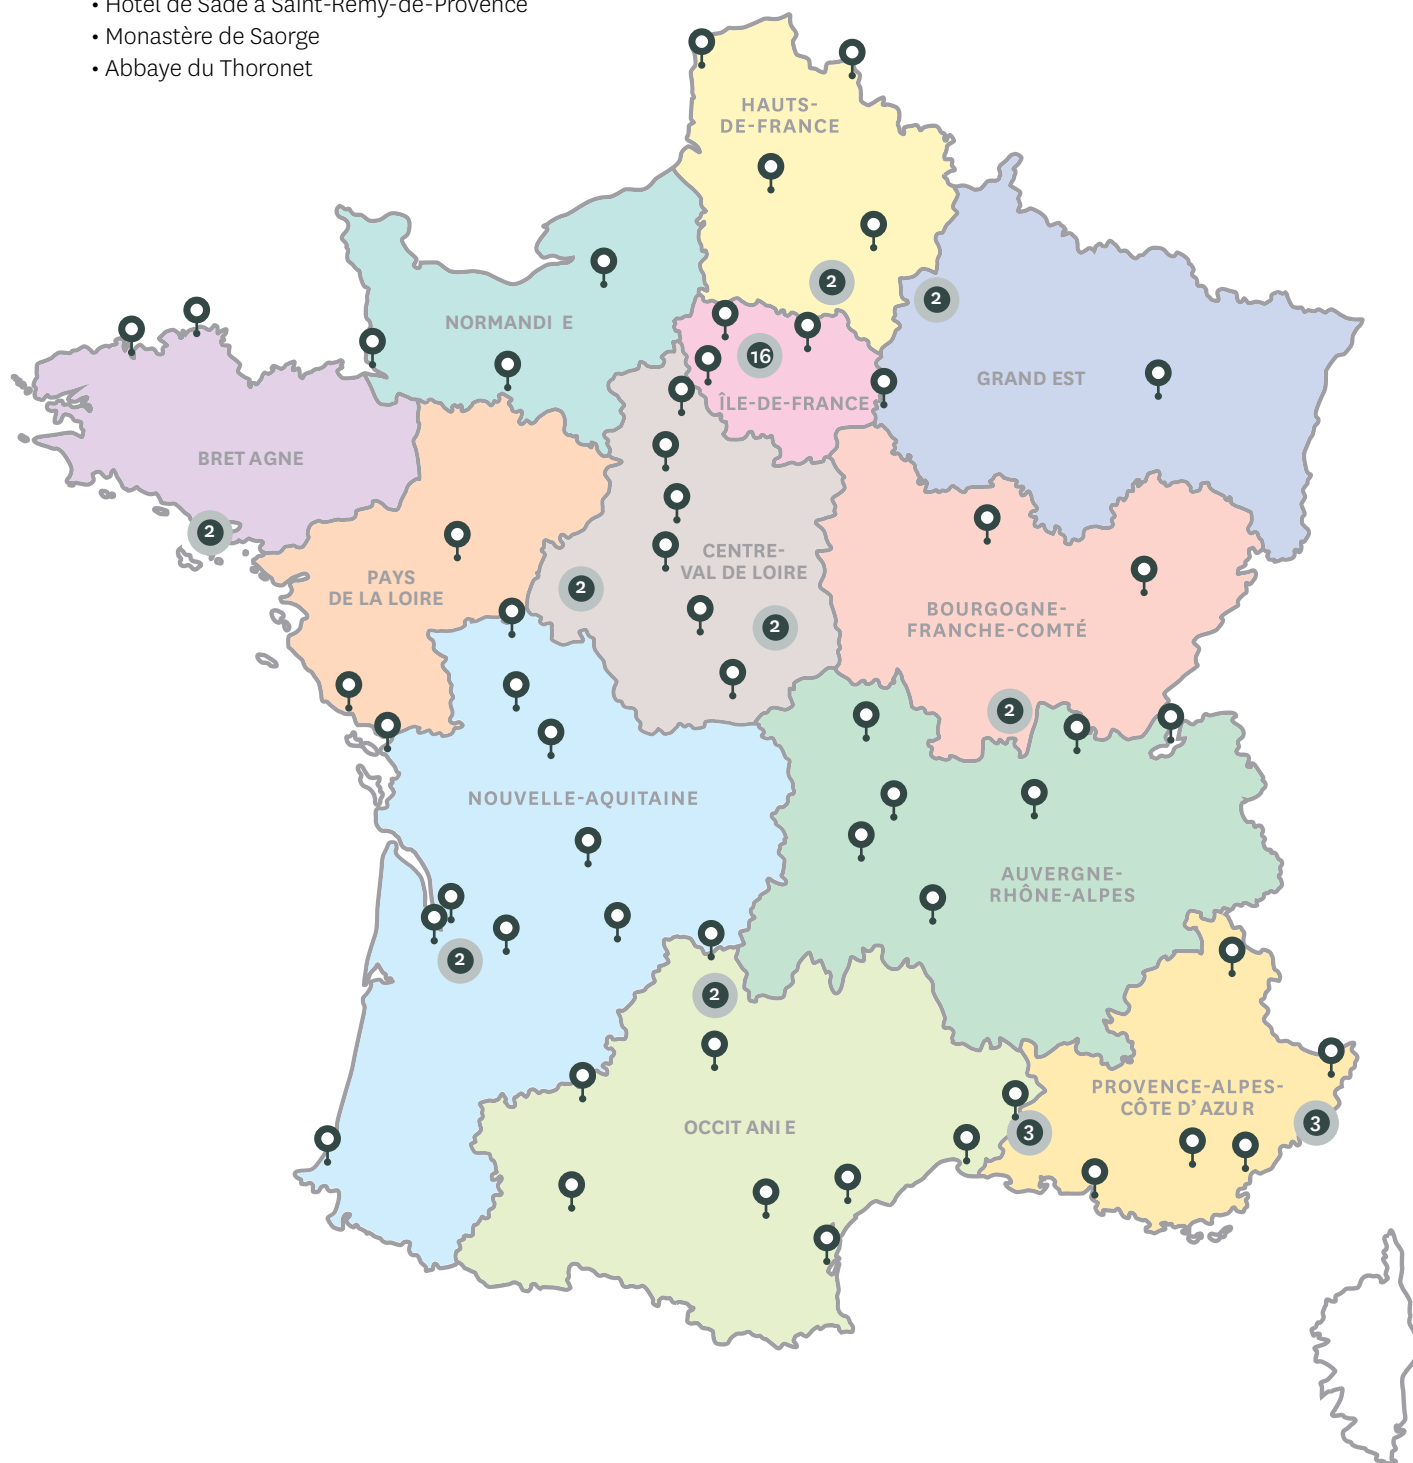 • Hôtel de Sade à Saint-Rémy-de-Provence
• Monastère de Saorge
• Abbaye du Thoronet
HAUTS-
DE-FRANCE
2
2
NORMANDI E
16
ÎLE-DE-FRANCE
GRAND EST
BRET AGNE
2
PAYS
DE LA LOIRE
2
CENTRE-
VAL DE LOIRE
2
BOURGOGNE-
FRANCHE-COMTÉ
2
NOUVELLE-AQUITAINE
2
AUVERGNE-
RHÔNE-ALPES
2
OCCIT ANI E
3
PROVENCE-ALPES-
CÔTE D’ AZU R
3